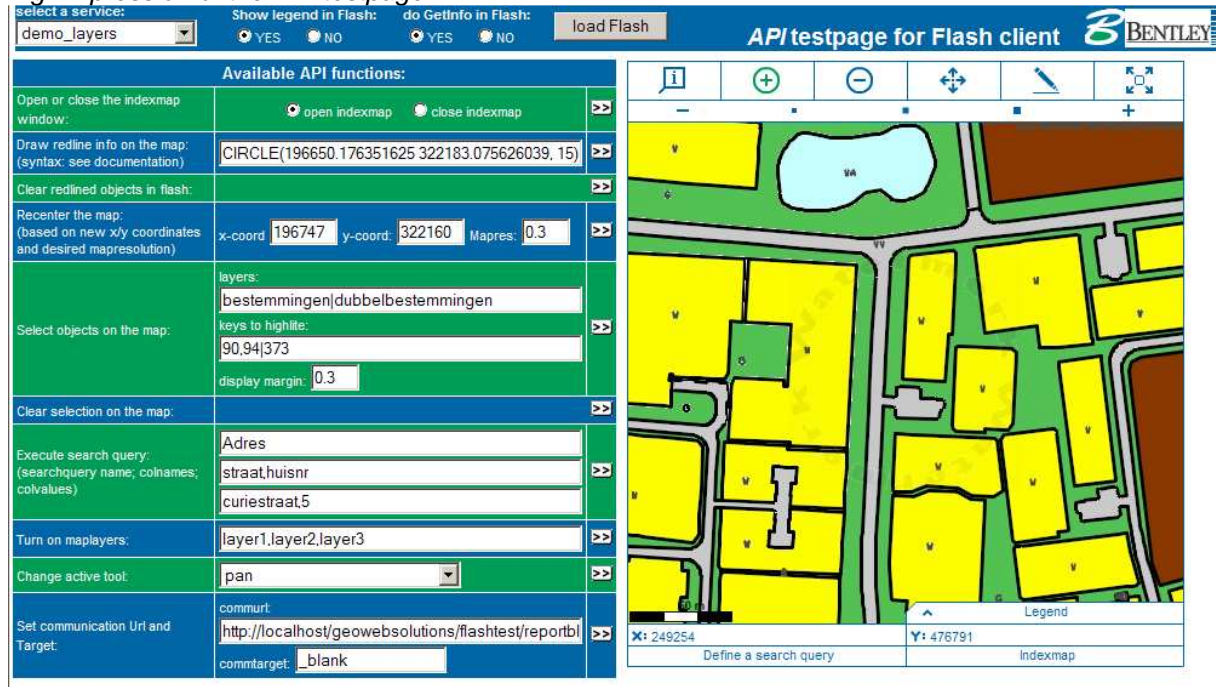 select a service:
Show legend in Flash:
do GetInfo in Flash:
demo_layers
YES NO
YES NO
load Flash
API testpage for Flash client
BENTLEY
Available API functions:
Open or close the indexmap
window:
open indexmap close indexmap
>>
Draw redline info on the map:
(syntax: see documentation)
CIRCLE(196650.176351625 322183.075626039, 15)
>>
Clear redlined objects in flash:
>>
Recenter the map:
(based on new x/y coordinates
and desired mapresolution)
x-coord 196747 y-coord: 322160 Mapres: 0.3
>>
Select objects on the map:
layers:
bestemmingen|dubbelbestemmingen
keys to highlite:
90,94|373
display margin: 0.3
>>
Clear selection on the map:
>>
Execute search query:
(searchquery name; colnames;
colvalues)
Adres
straat,huisnr
curiestraat,5
>>
Turn on maplayers:
layer1,layer2,layer3
>>
Change active tool:
pan
>>
Set communication Url and
Target:
commurl:
http://localhost/geowebsolutions/flashtest/reportbl
commtarget: _blank
>>
Legend
X: 249254
Y: 476791
Define a search query
Indexmap